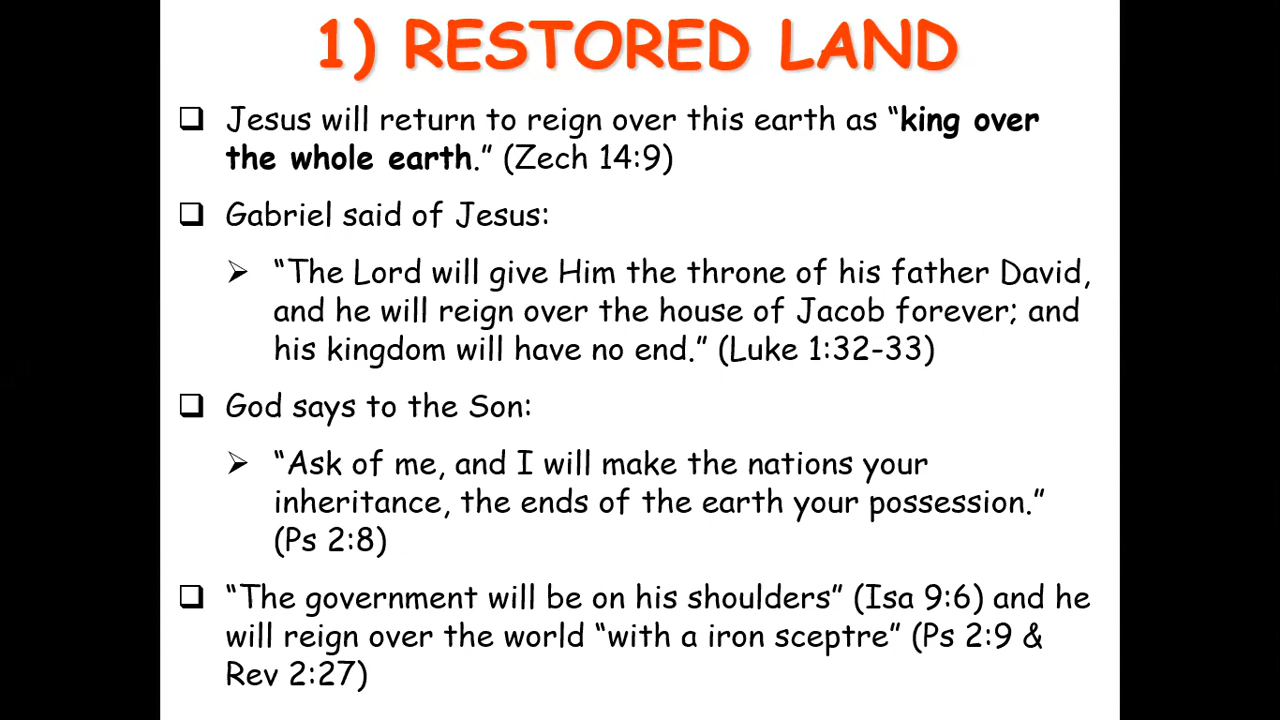 1) RESTORED LAND
❑ Jesus will return to reign over this earth as “king over
the whole earth.” (Zech 14:9)
❑ Gabriel said of Jesus:
➢ “The Lord will give Him the throne of his father David,
and he will reign over the house of Jacob forever; and
his kingdom will have no end.” (Luke 1:32-33)
❑ God says to the Son:
➢ “Ask of me, and I will make the nations your
inheritance, the ends of the earth your possession.”
(Ps 2:8)
❑ “The government will be on his shoulders” (Isa 9:6) and he
will reign over the world “with a iron sceptre” (Ps 2:9 &
Rev 2:27)